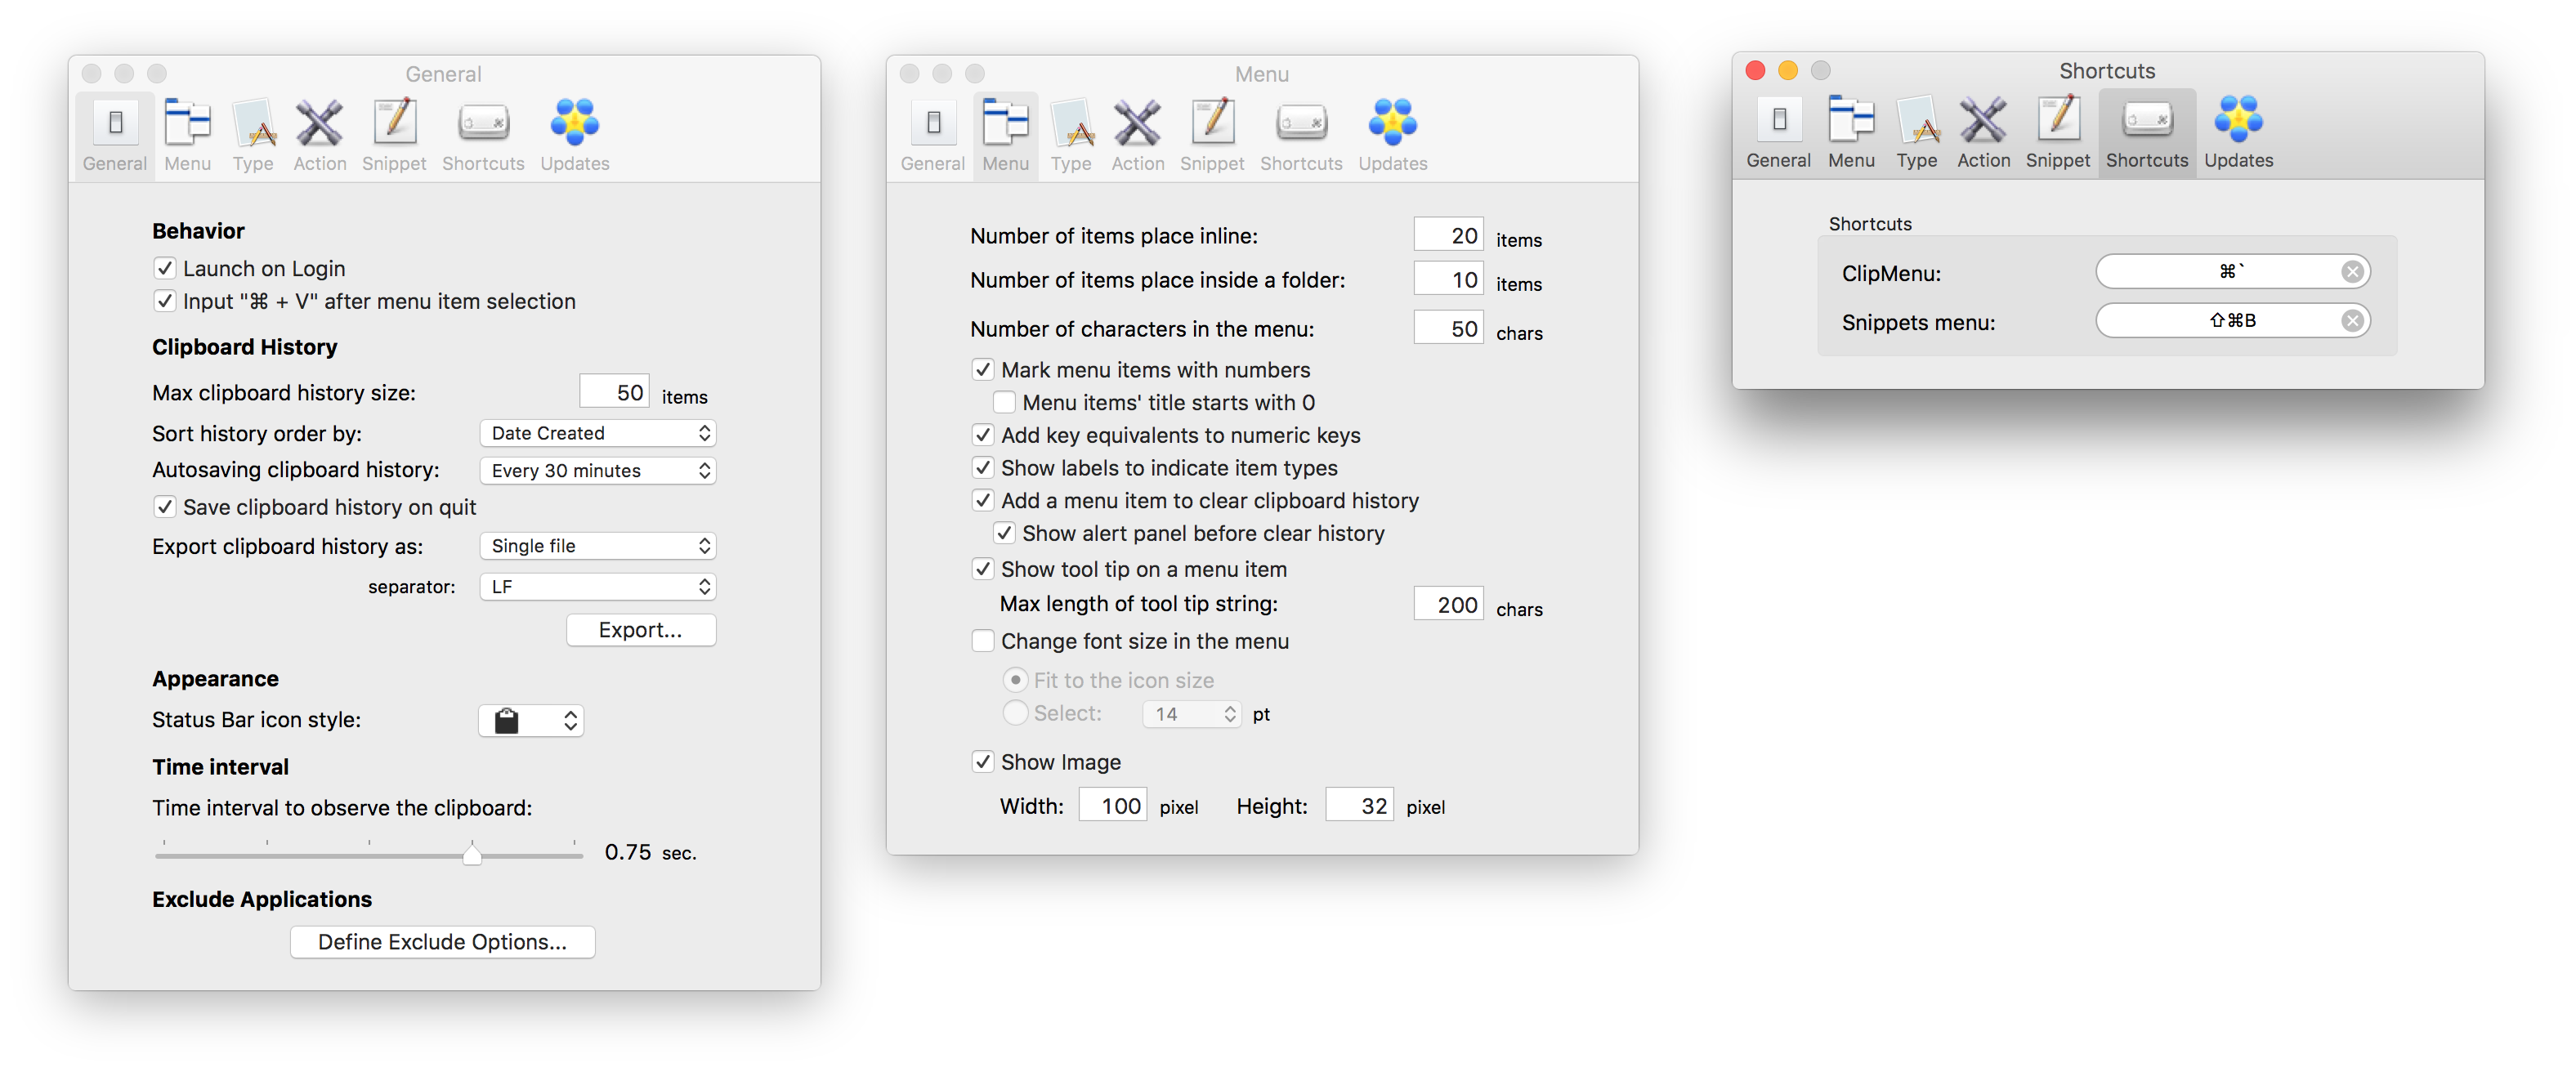 General
General Menu Type Action Snippet Shortcuts Updates
Behavior
Launch on Login
Input "⌘ + V" after menu item selection
Clipboard History
Max clipboard history size: 50 items
Sort history order by: Date Created
Autosaving clipboard history: Every 30 minutes
Save clipboard history on quit
Export clipboard history as: Single file
separator: LF
Export...
Appearance
Status Bar icon style:
Time interval
Time interval to observe the clipboard:
0.75 sec.
Exclude Applications
Define Exclude Options...
Menu
General Menu Type Action Snippet Shortcuts Updates
Number of items place inline: 20 items
Number of items place inside a folder: 10 items
Number of characters in the menu: 50 chars
Mark menu items with numbers
Menu items' title starts with 0
Add key equivalents to numeric keys
Show labels to indicate item types
Add a menu item to clear clipboard history
Show alert panel before clear history
Show tool tip on a menu item
Max length of tool tip string: 200 chars
Change font size in the menu
Fit to the icon size
Select: 14 pt
Show Image
Width: 100 pixel Height: 32 pixel
Shortcuts
General Menu Type Action Snippet Shortcuts Updates
Shortcuts
ClipMenu: ⌘`
Snippets menu: ⇧⌘B